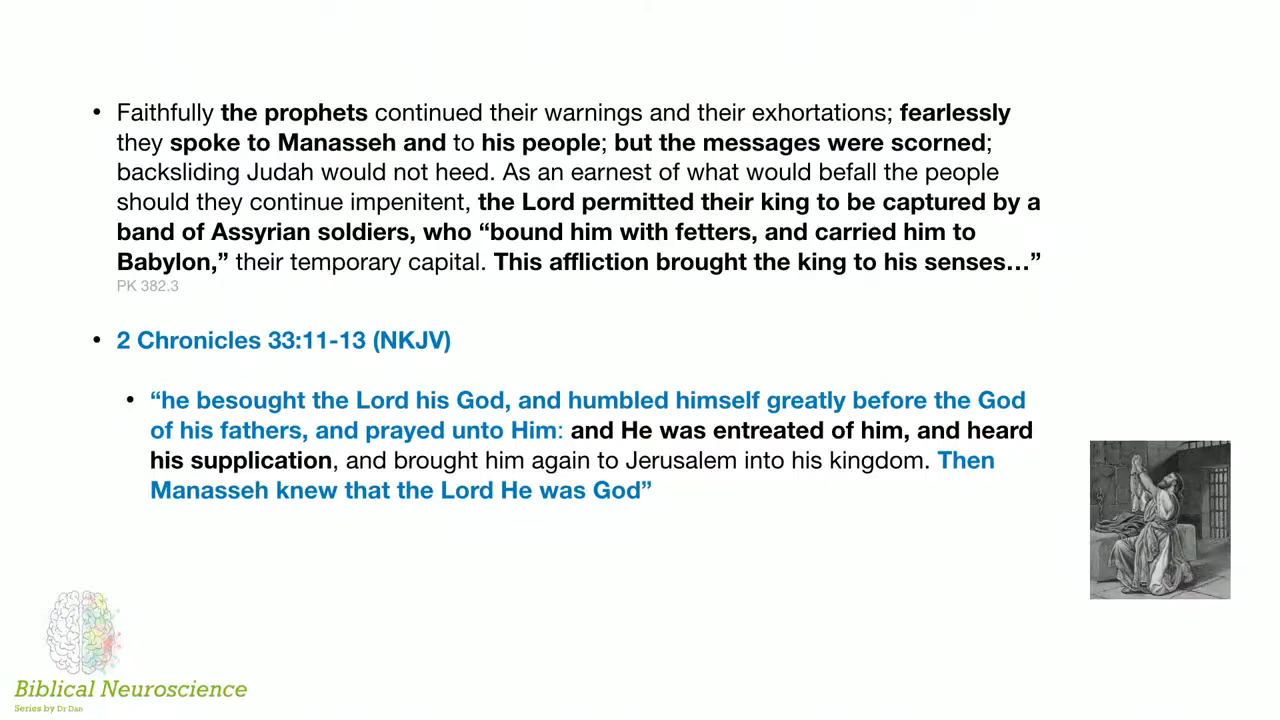 • Faithfully the prophets continued their warnings and their exhortations; fearlessly
they spoke to Manasseh and to his people; but the messages were scorned;
backsliding Judah would not heed. As an earnest of what would befall the people
should they continue impenitent, the Lord permitted their king to be captured by a
band of Assyrian soldiers, who “bound him with fetters, and carried him to
Babylon,” their temporary capital. This affliction brought the king to his senses…”
PK 382.3
• 2 Chronicles 33:11-13 (NKJV)
• “he besought the Lord his God, and humbled himself greatly before the God
of his fathers, and prayed unto Him: and He was entreated of him, and heard
his supplication, and brought him again to Jerusalem into his kingdom. Then
Manasseh knew that the Lord He was God”
Biblical Neuroscience
Series by Dr Dan